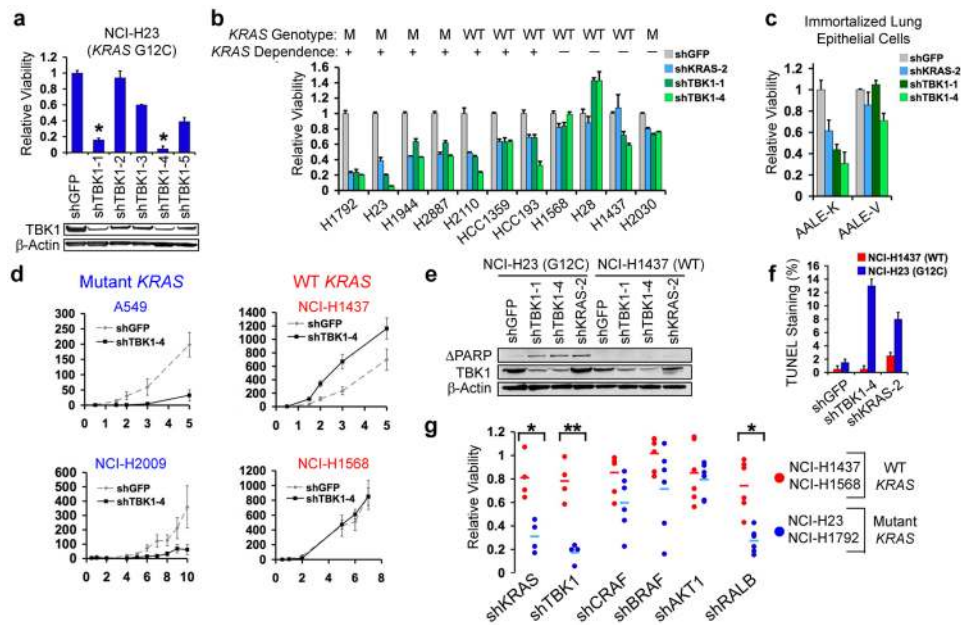 a
NCI-H23
(KRAS G12C)
Relative Viability
1.2
1
0.8
0.6
0.4
0.2
0
*
*
shGFP
shTBK1-1
shTBK1-2
shTBK1-3
shTBK1-4
shTBK1-5
TBK1
β-Actin
b
KRAS Genotype: M M M M WT WT WT WT WT WT M
KRAS Dependence: + + + + + + + – – – –
Relative Viability
1.6
1.4
1.2
1
0.8
0.6
0.4
0.2
0
shGFP
shKRAS-2
shTBK1-1
shTBK1-4
H1792
H23
H1944
H2887
H2110
HCC1359
HCC193
H1568
H28
H1437
H2030
c
Immortalized Lung
Epithelial Cells
shGFP
shKRAS-2
shTBK1-1
shTBK1-4
Relative Viability
1.4
1.2
1
0.8
0.6
0.4
0.2
0
AALE-K
AALE-V
d
Mutant KRAS
A549
300
250
200
150
100
50
0
shGFP
shTBK1-4
0 1 2 3 4 5
WT KRAS
NCI-H1437
1400
1200
1000
800
600
400
200
0
shGFP
shTBK1-4
0 1 2 3 4 5
NCI-H2009
600
500
400
300
200
100
0
shGFP
shTBK1-4
0 2 4 6 8 10
NCI-H1568
1200
1000
800
600
400
200
0
shGFP
shTBK1-4
0 2 4 6 8
e
NCI-H23 (G12C) NCI-H1437 (WT)
shGFP
shTBK1-1
shTBK1-4
shKRAS-2
shGFP
shTBK1-1
shTBK1-4
shKRAS-2
ΔPARP
TBK1
β-Actin
f
NCI-H1437 (WT)
NCI-H23 (G12C)
TUNEL Staining (%)
16
14
12
10
8
6
4
2
0
shGFP
shTBK1-4
shKRAS-2
g
Relative Viability
1.2
1
0.8
0.6
0.4
0.2
0
*
**
*
shKRAS
shTBK1
shCRAF
shBRAF
shAKT1
shRALB
NCI-H1437 WT
NCI-H1568 KRAS
NCI-H23 Mutant
NCI-H1792 KRAS